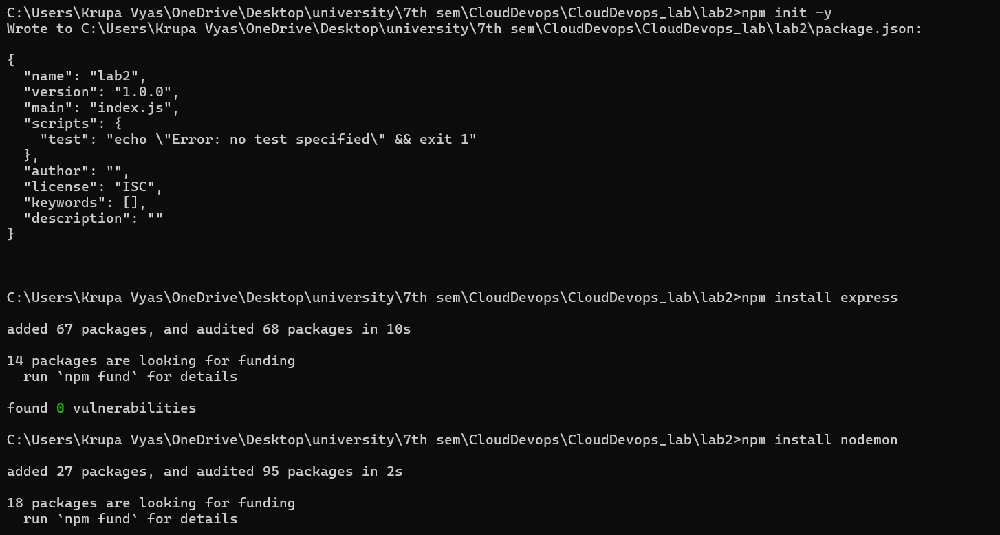 C:\Users\Krupa Vyas\OneDrive\Desktop\university\7th sem\CloudDevops\CloudDevops_lab\lab2>npm init -y
Wrote to C:\Users\Krupa Vyas\OneDrive\Desktop\university\7th sem\CloudDevops\CloudDevops_lab\lab2\package.json:
{
  "name": "lab2",
  "version": "1.0.0",
  "main": "index.js",
  "scripts": {
    "test": "echo \"Error: no test specified\" && exit 1"
  },
  "author": "",
  "license": "ISC",
  "keywords": [],
  "description": ""
}
C:\Users\Krupa Vyas\OneDrive\Desktop\university\7th sem\CloudDevops\CloudDevops_lab\lab2>npm install express
added 67 packages, and audited 68 packages in 10s
14 packages are looking for funding
  run `npm fund` for details
found 0 vulnerabilities
C:\Users\Krupa Vyas\OneDrive\Desktop\university\7th sem\CloudDevops\CloudDevops_lab\lab2>npm install nodemon
added 27 packages, and audited 95 packages in 2s
18 packages are looking for funding
  run `npm fund` for details